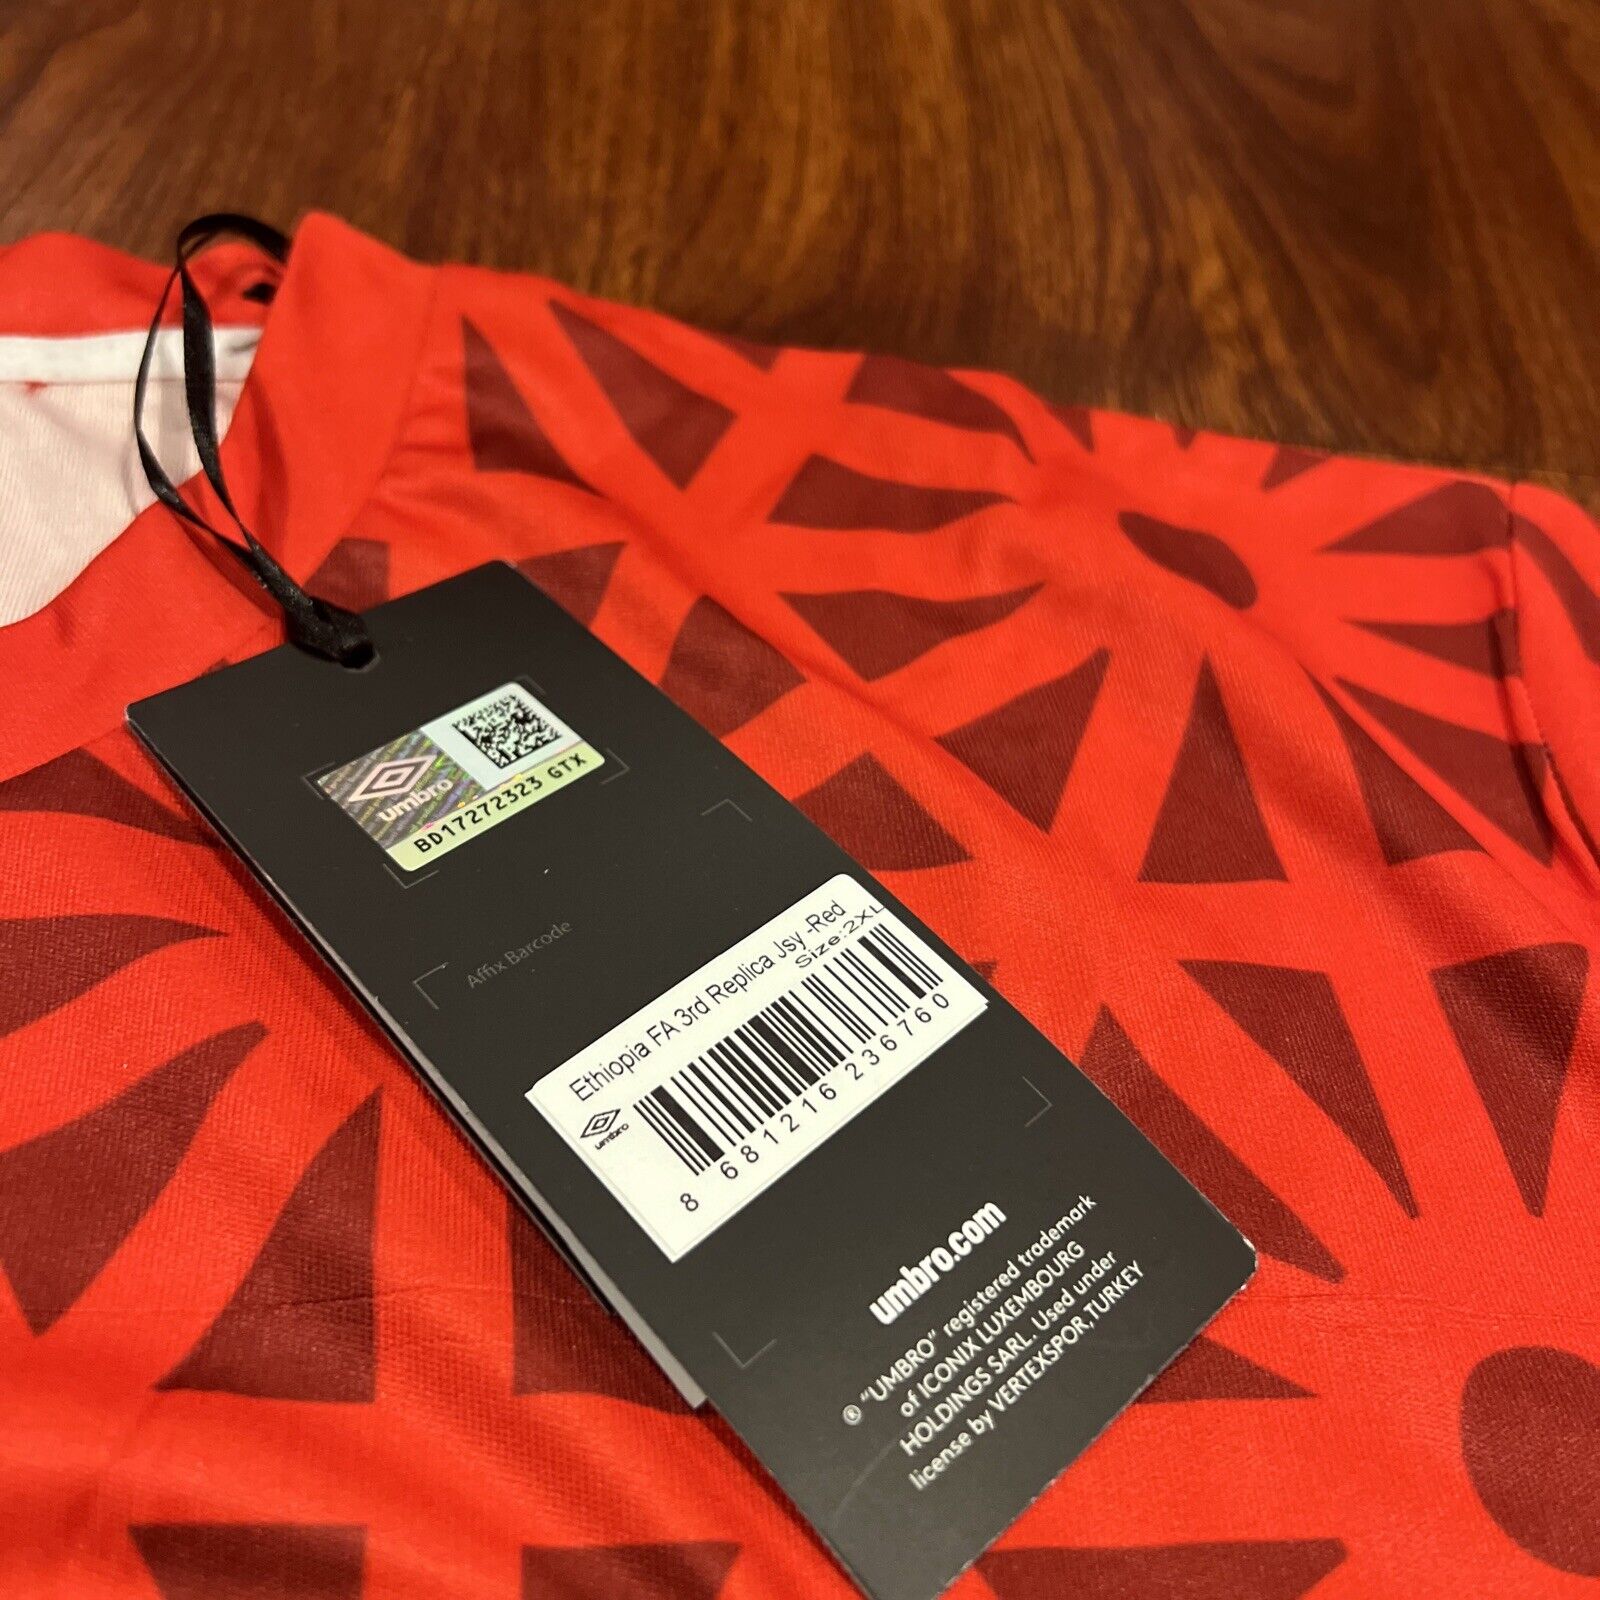 umbro
BD17272323 GTX
Affix Barcode
Ethiopia FA 3rd Replica Jsy -Red
Size:2XL
umbro
8 681216 236760
umbro.com
® "UMBRO" registered trademark
of ICONIX LUXEMBOURG
HOLDINGS SARL. Used under
license by VERTEXSPOR,TURKEY